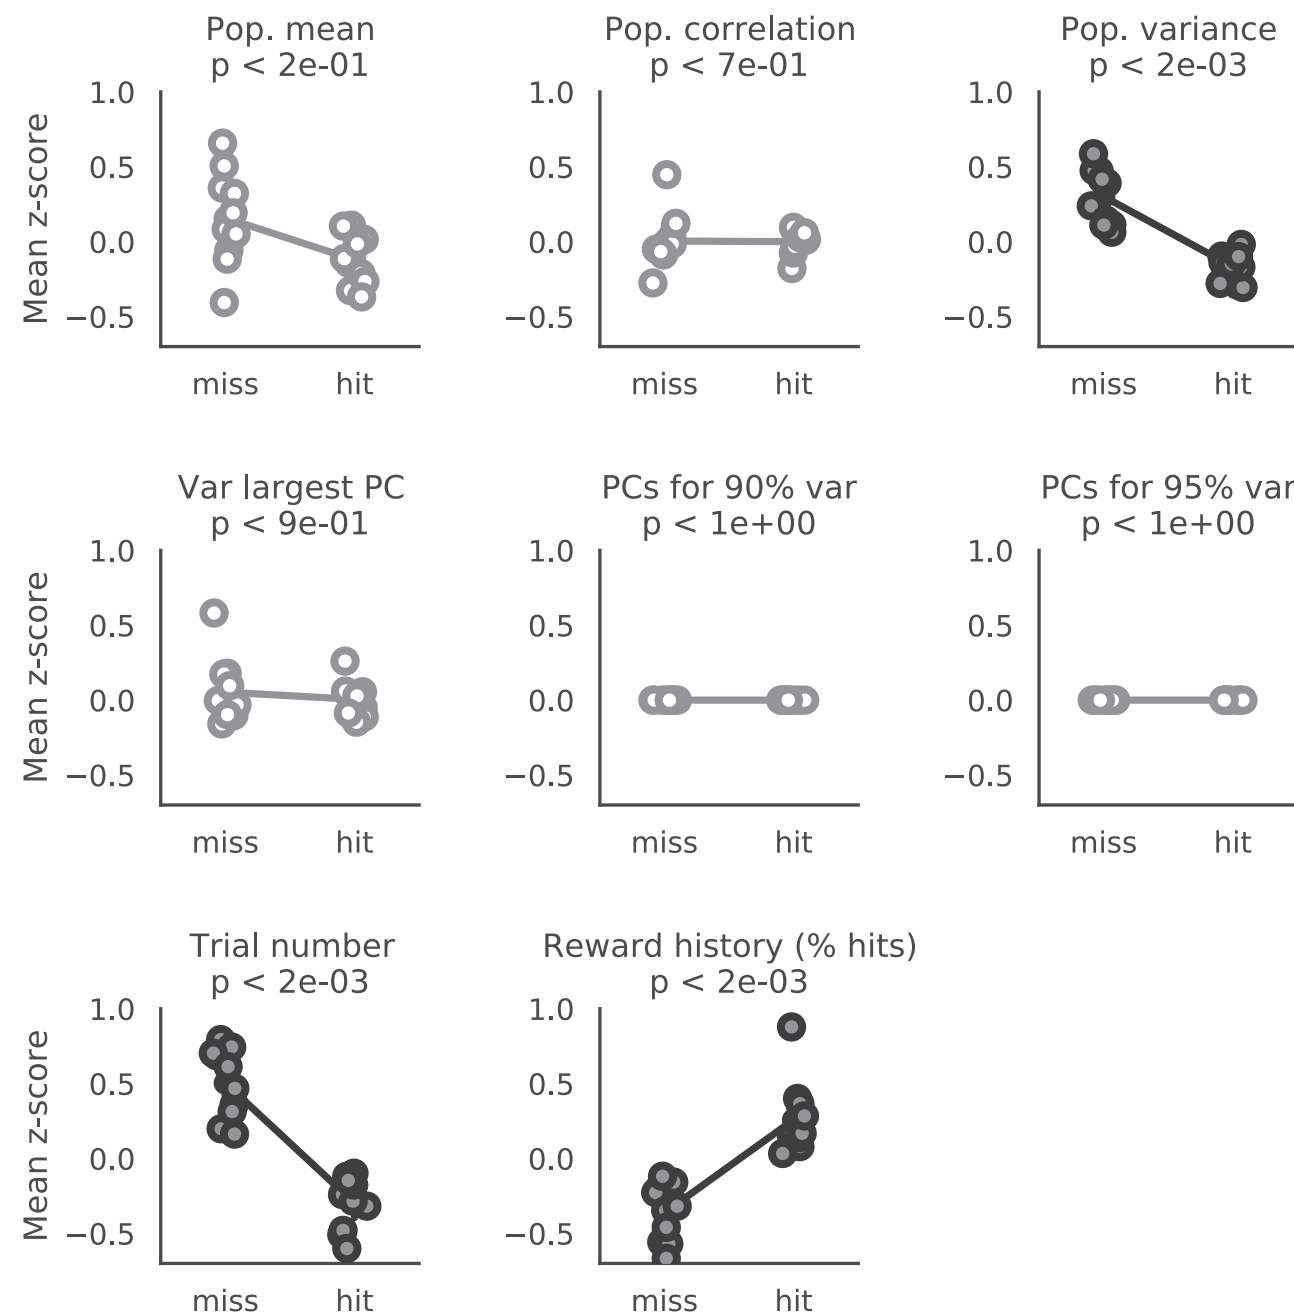 Pop. mean
p < 2e-01
Pop. correlation
p < 7e-01
Pop. variance
p < 2e-03
Mean z-score
1.0
0.5
0.0
−0.5
miss
hit
1.0
0.5
0.0
−0.5
miss
hit
1.0
0.5
0.0
−0.5
miss
hit
Var largest PC
p < 9e-01
PCs for 90% var
p < 1e+00
PCs for 95% var
p < 1e+00
Mean z-score
1.0
0.5
0.0
−0.5
miss
hit
1.0
0.5
0.0
−0.5
miss
hit
1.0
0.5
0.0
−0.5
miss
hit
Trial number
p < 2e-03
Reward history (% hits)
p < 2e-03
Mean z-score
1.0
0.5
0.0
−0.5
miss
hit
1.0
0.5
0.0
−0.5
miss
hit